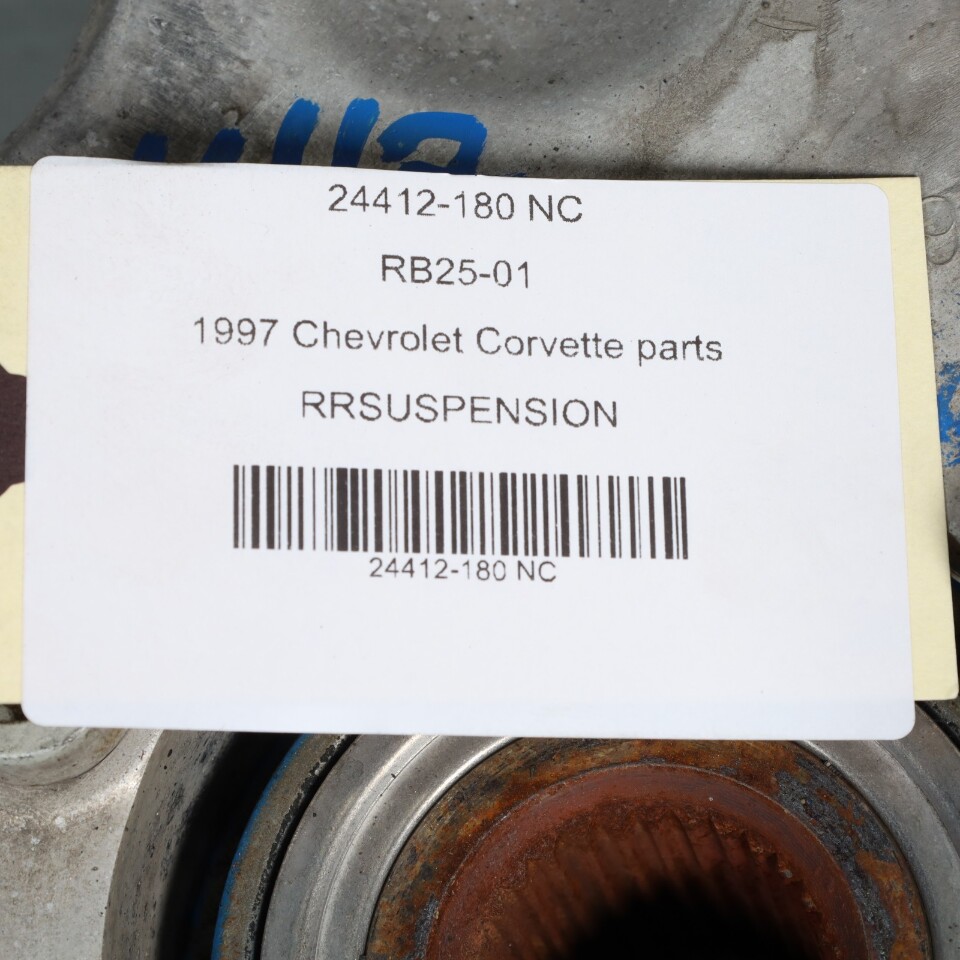 24412-180 NC
RB25-01
1997 Chevrolet Corvette parts
RRSUSPENSION
24412-180 NC